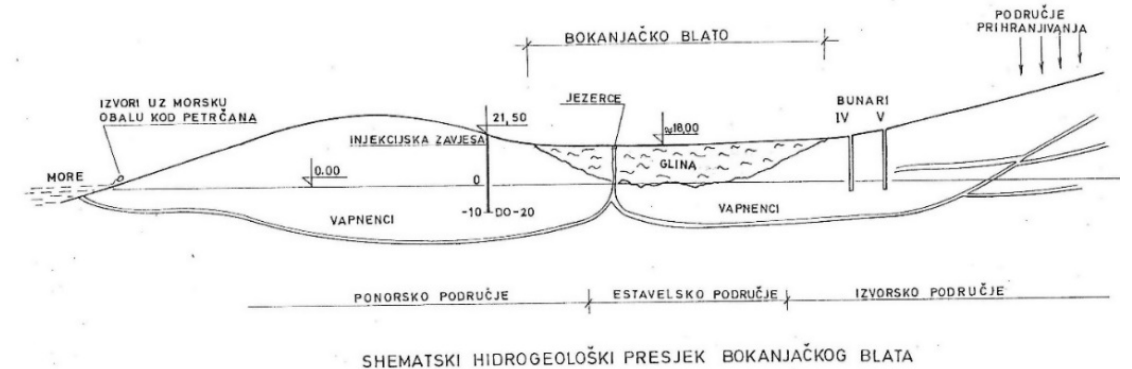 PODRUČJE
PRIHRANJIVANJA
BOKANJAČKO BLATO
IZVORI UZ MORSKU
OBALU KOD PETRČANA
JEZERCE
BUNARI
IV V
21,50
≈18,00
INJEKCIJSKA ZAVJESA
GLINA
MORE
0.00
0
-10 DO-20
VAPNENCI
VAPNENCI
PONORSKO PODRUČJE
ESTAVELSKO PODRUČJE
IZVORSKO PODRUČJE
SHEMATSKI HIDROGEOLOŠKI PRESJEK BOKANJAČKOG BLATA